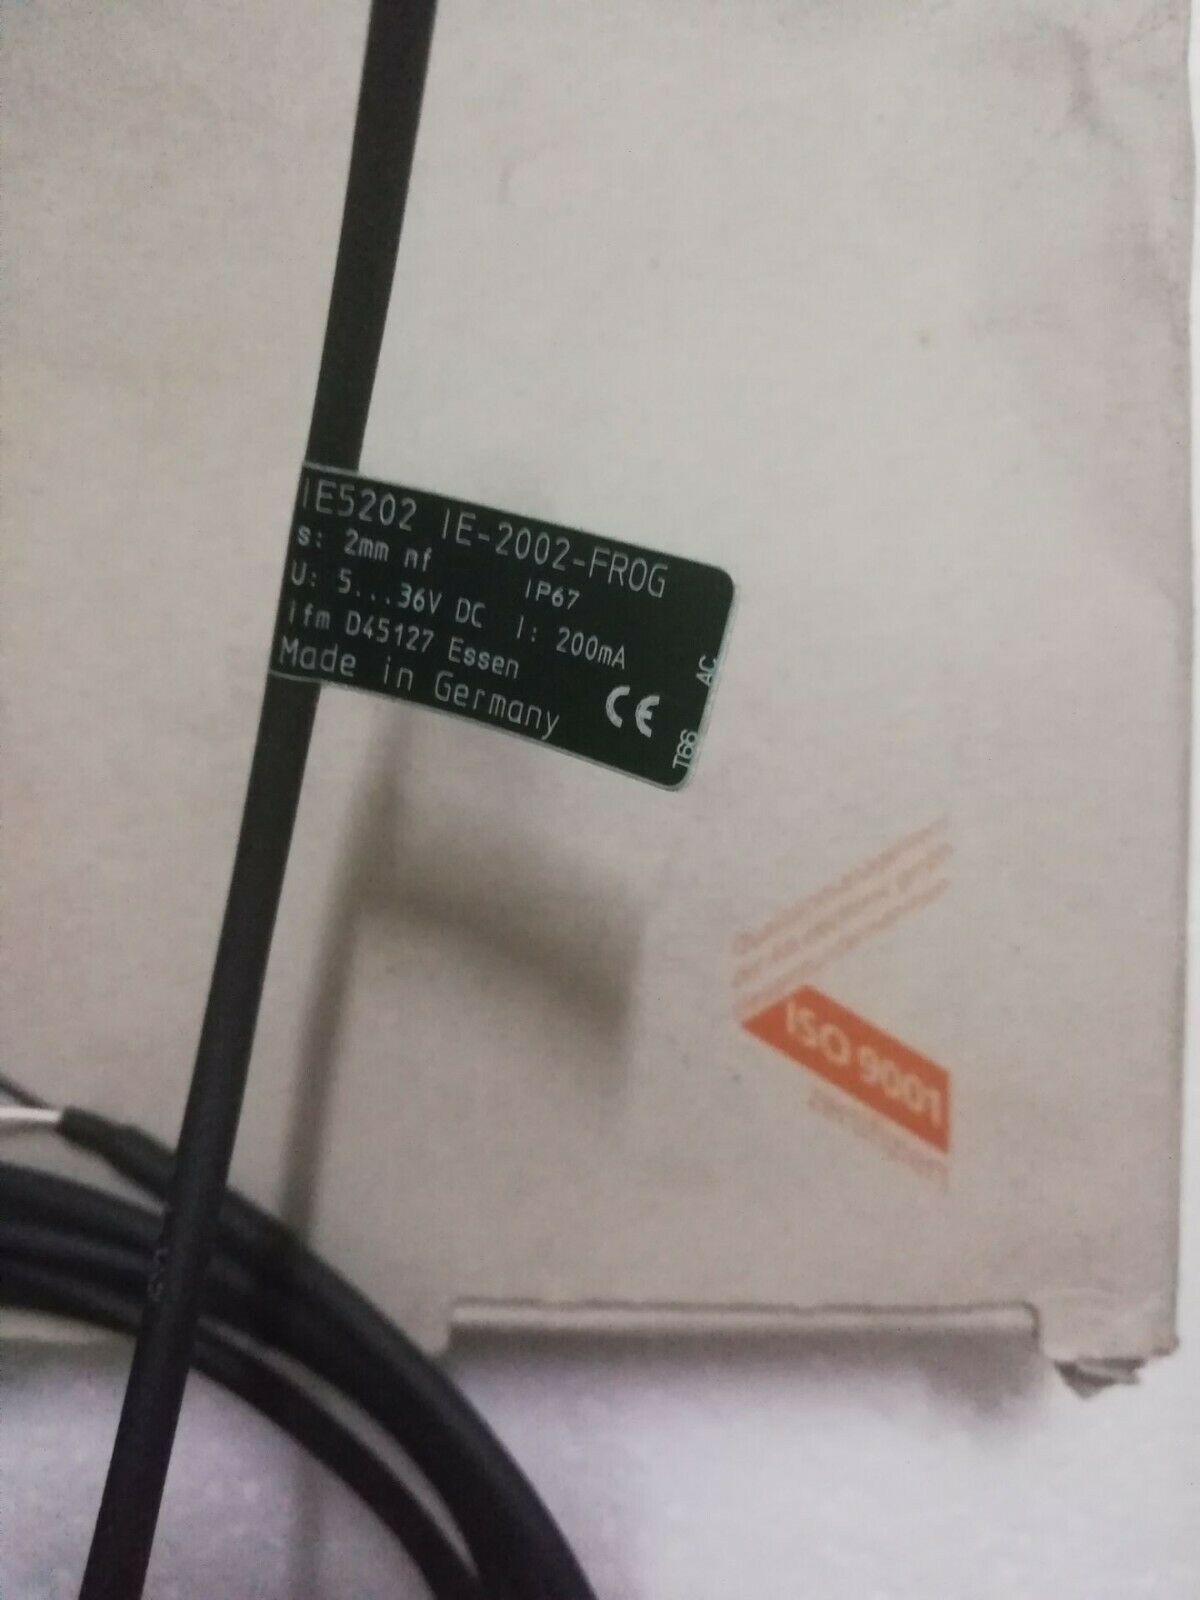 IE5202 IE-2002-FROG
s: 2mm nf IP67
U: 5...36V DC I: 200mA
ifm D45127 Essen
Made in Germany CE
T66 AC
ISO 9001